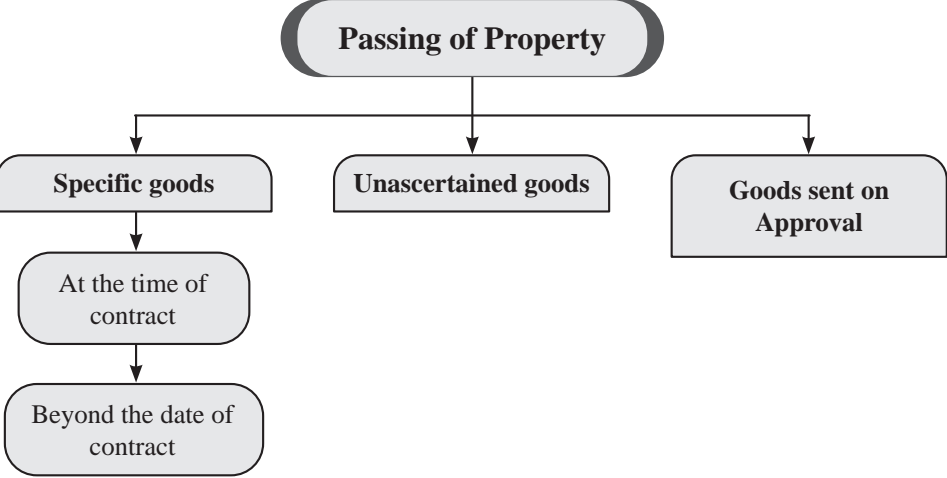 Passing of Property
Specific goods
Unascertained goods
Goods sent on
Approval
At the time of
contract
Beyond the date of
contract